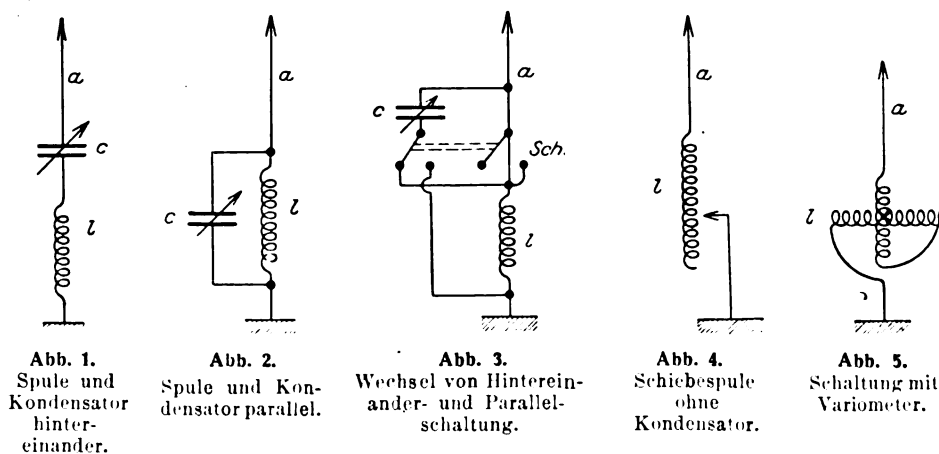 a
c
l
a
c
l
a
c
Sch.
l
a
l
a
l
Abb. 1.
Spule und
Kondensator
hinter-
einander.
Abb. 2.
Spule und Kon-
densator parallel.
Abb. 3.
Wechsel von Hinterein-
ander- und Parallel-
schaltung.
Abb. 4.
Schiebespule
ohne
Kondensator.
Abb. 5.
Schaltung mit
Variometer.